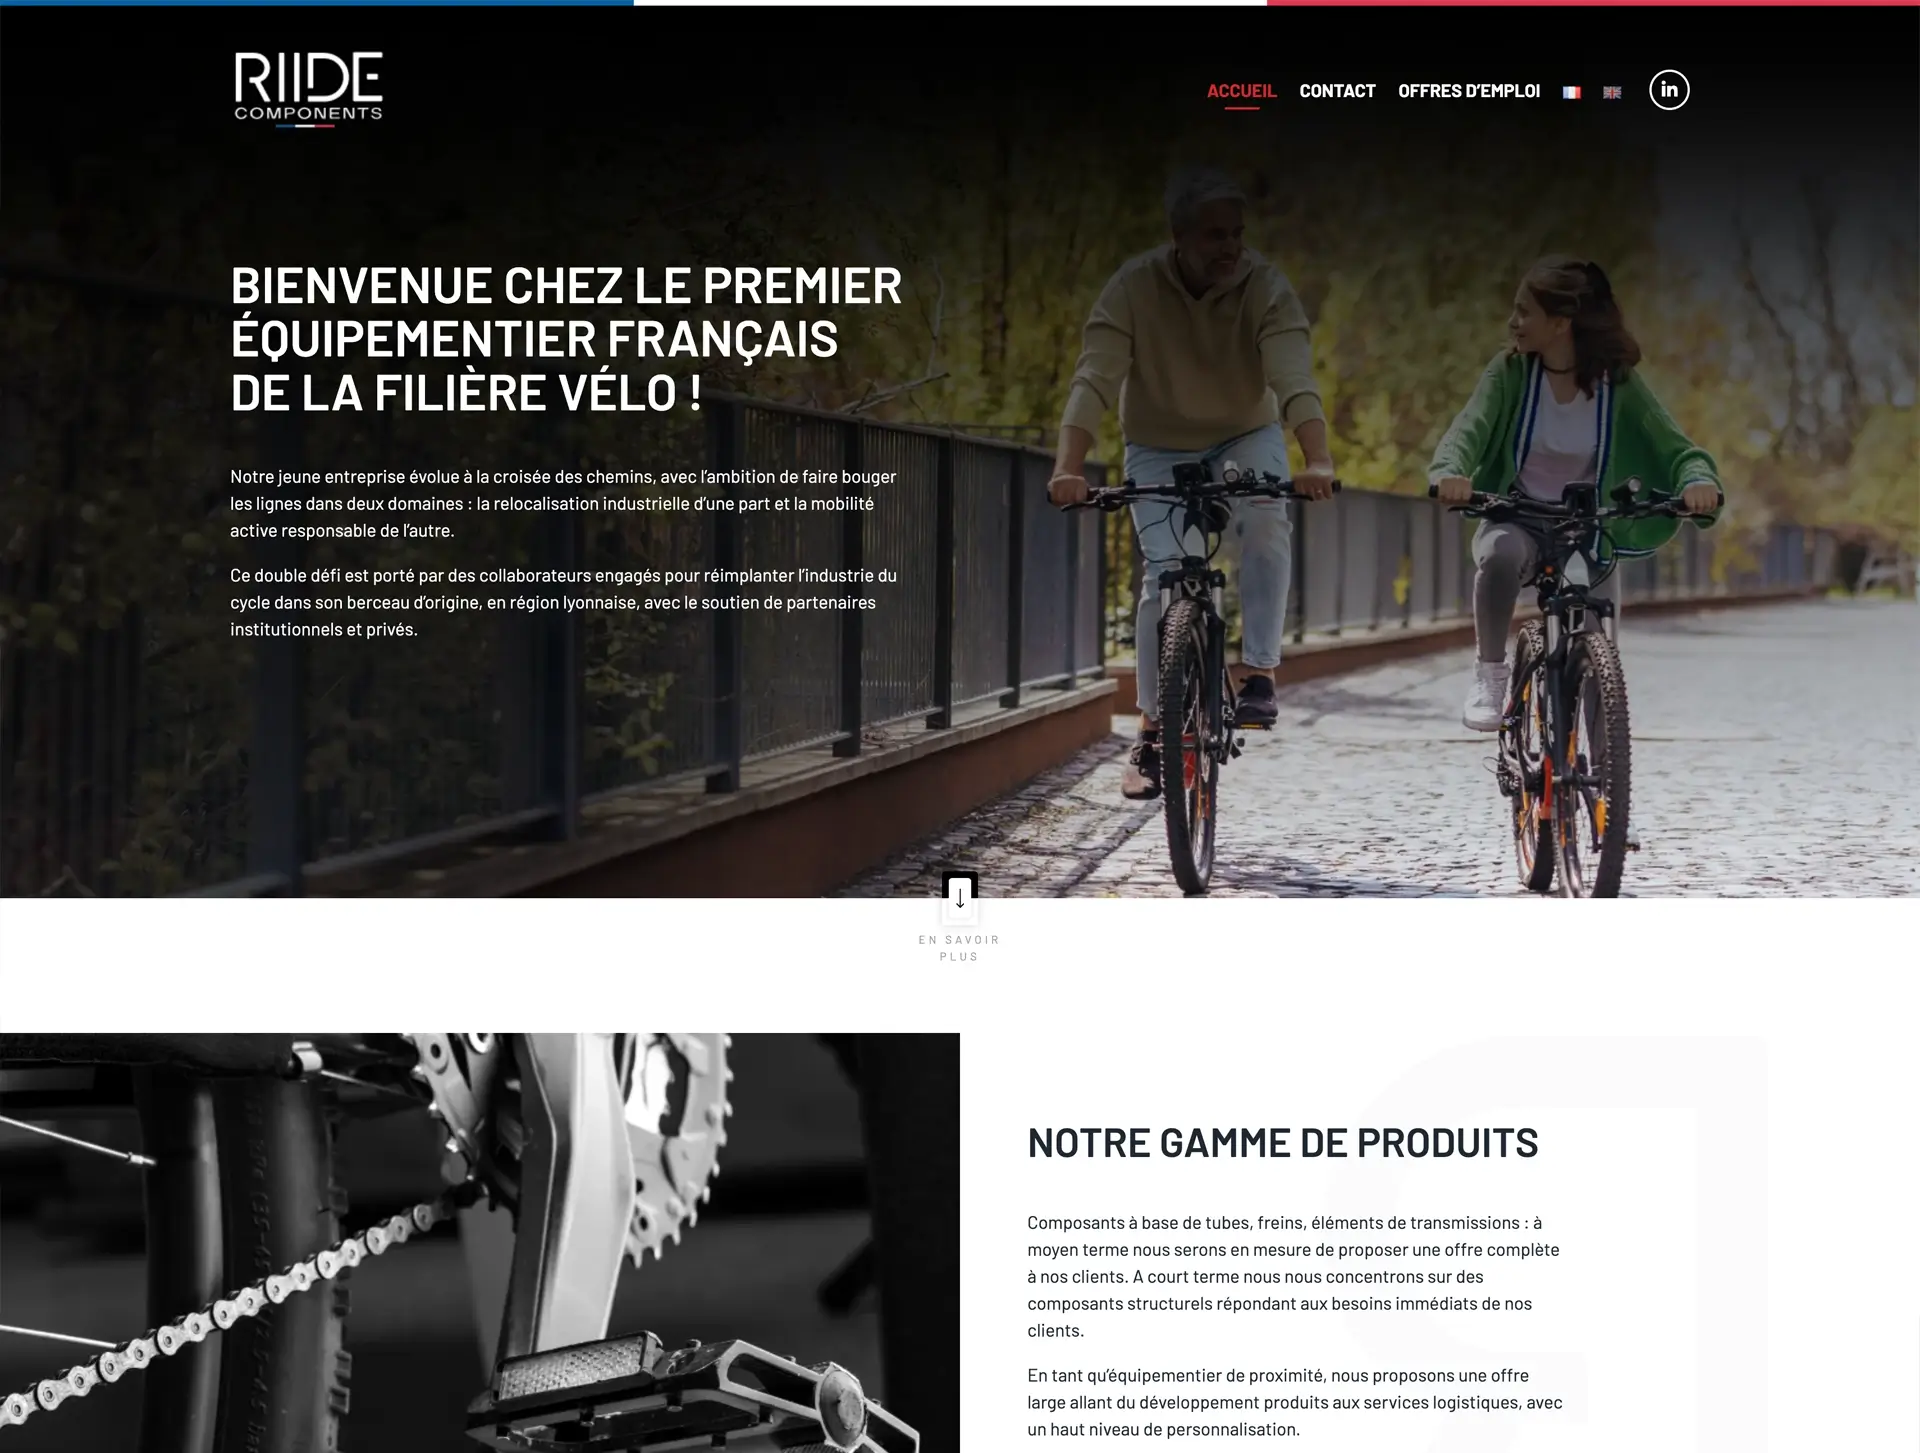 RIIDE
COMPONENTS
ACCUEIL CONTACT OFFRES D’EMPLOI in
BIENVENUE CHEZ LE PREMIER
ÉQUIPEMENTIER FRANÇAIS
DE LA FILIÈRE VÉLO !
Notre jeune entreprise évolue à la croisée des chemins, avec l’ambition de faire bouger
les lignes dans deux domaines : la relocalisation industrielle d’une part et la mobilité
active responsable de l’autre.
Ce double défi est porté par des collaborateurs engagés pour réimplanter l’industrie du
cycle dans son berceau d’origine, en région lyonnaise, avec le soutien de partenaires
institutionnels et privés.
EN SAVOIR
PLUS
NOTRE GAMME DE PRODUITS
Composants à base de tubes, freins, éléments de transmissions : à
moyen terme nous serons en mesure de proposer une offre complète
à nos clients. A court terme nous nous concentrons sur des
composants structurels répondant aux besoins immédiats de nos
clients.
En tant qu’équipementier de proximité, nous proposons une offre
large allant du développement produits aux services logistiques, avec
un haut niveau de personnalisation.